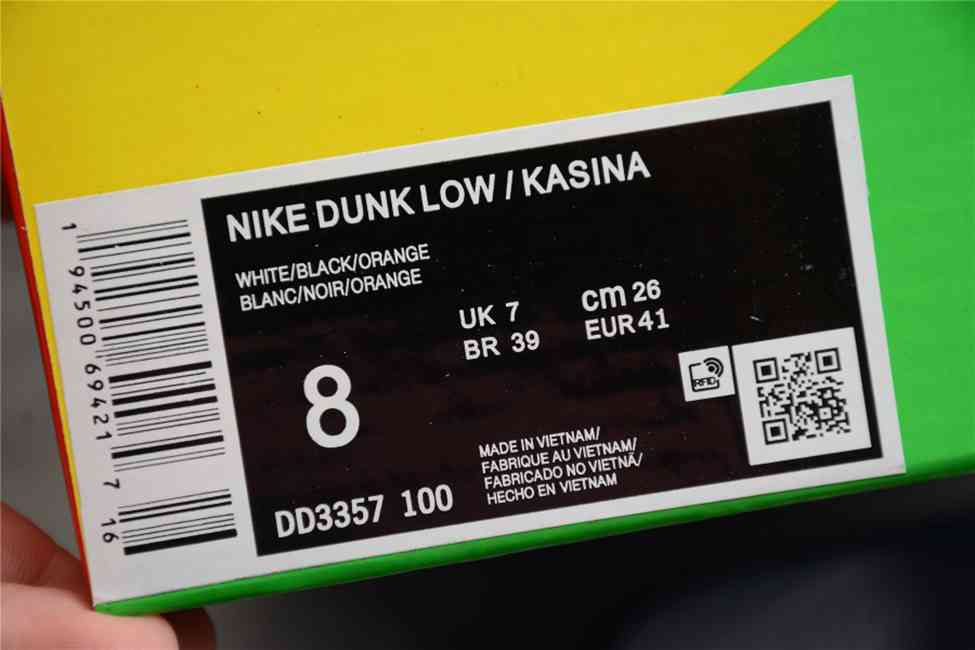 NIKE DUNK LOW / KASINA
WHITE/BLACK/ORANGE
BLANC/NOIR/ORANGE
UK 7
BR 39
cm 26
EUR 41
8
RFID
MADE IN VIETNAM/
FABRIQUE AU VIETNAM/
FABRICADO NO VIETNÃ/
HECHO EN VIETNAM
DD3357 100
1 94500 69421 7 16